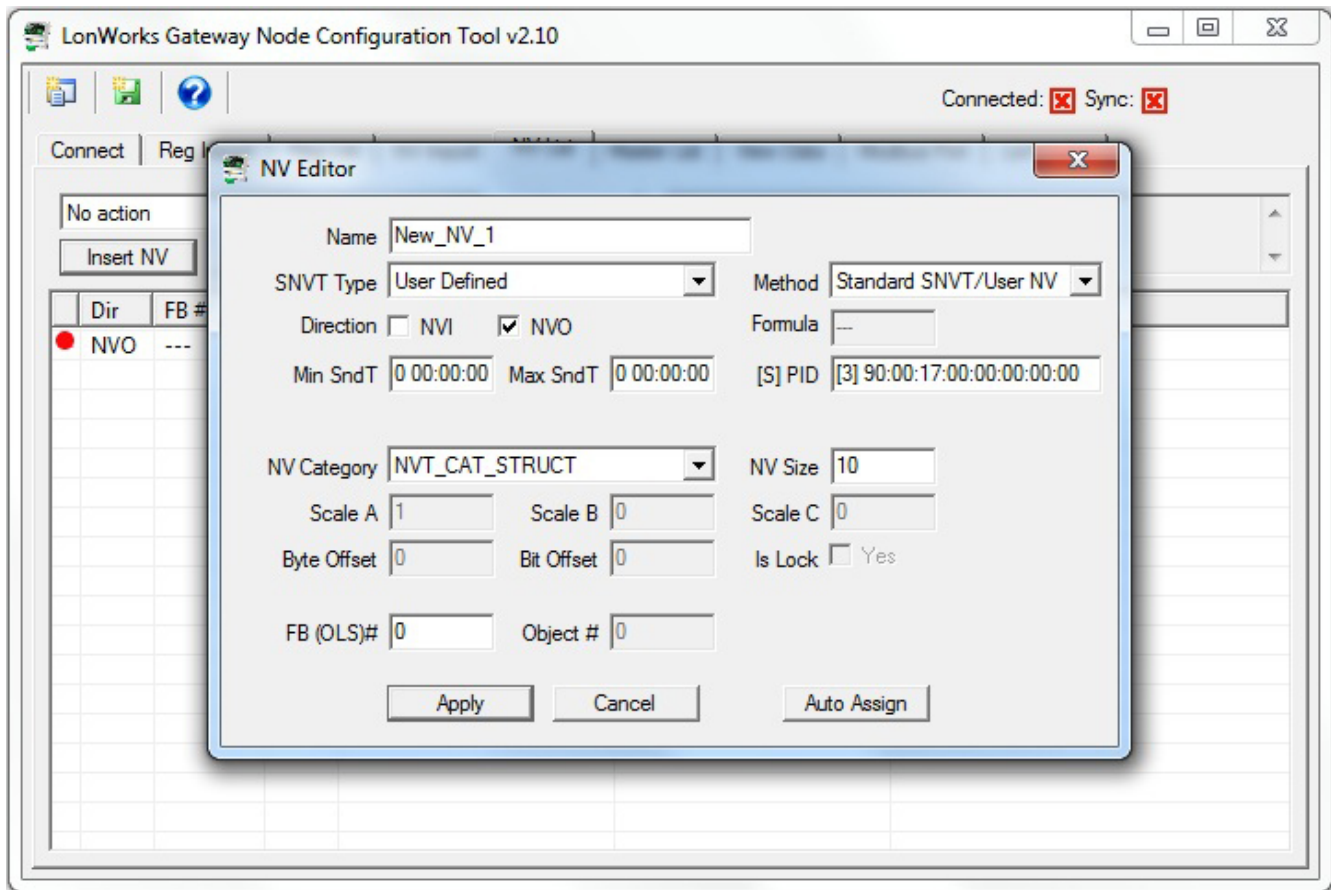 LonWorks Gateway Node Configuration Tool v2.10
Connected: Sync:
Connect Reg
NV Editor
No action
Insert NV
Dir FB #
NVO ---
Name New_NV_1
SNVT Type User Defined Method Standard SNVT/User NV
Direction NVI NVO Formula ---
Min SndT 0 00:00:00 Max SndT 0 00:00:00 [S] PID [3] 90:00:17:00:00:00:00:00
NV Category NVT_CAT_STRUCT NV Size 10
Scale A 1 Scale B 0 Scale C 0
Byte Offset 0 Bit Offset 0 Is Lock Yes
FB (OLS)# 0 Object # 0
Apply Cancel Auto Assign